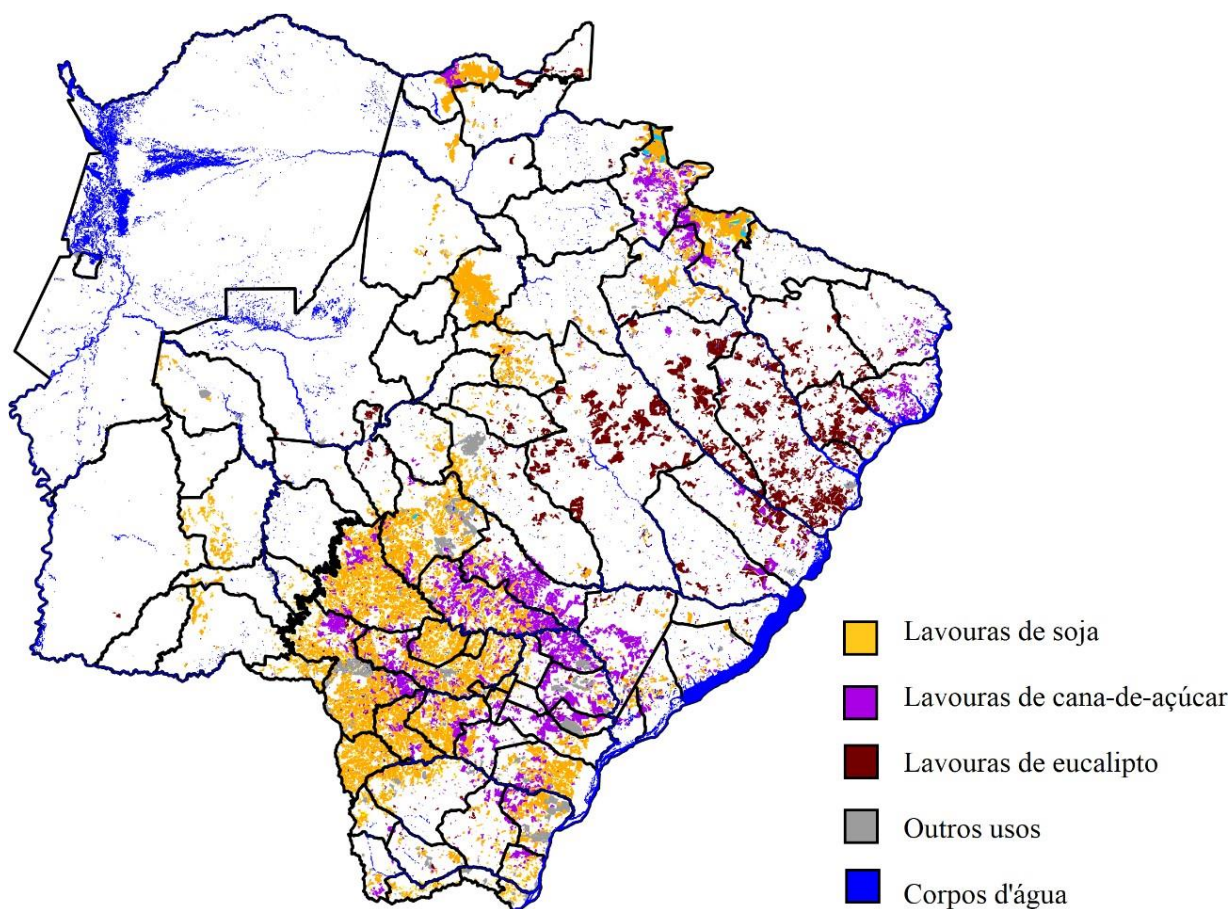 Lavouras de soja
Lavouras de cana-de-açúcar
Lavouras de eucalipto
Outros usos
Corpos d'água